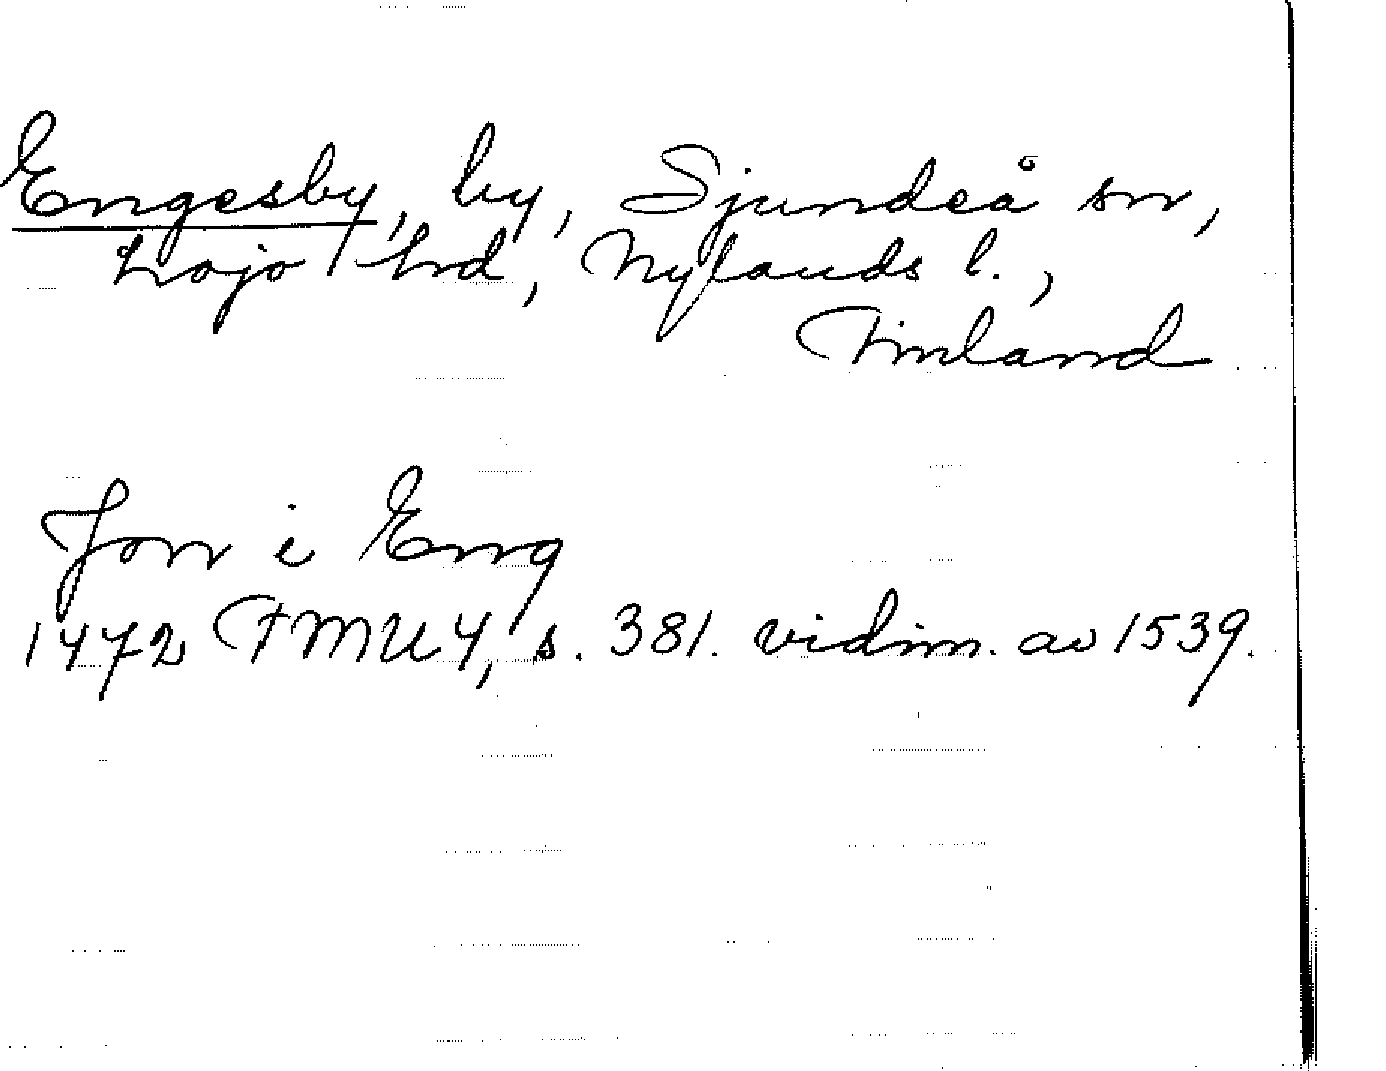 Engesby, by, Sjundeå sn,
Lojo hd, Nylands l.,
Finland
Jon i Eng
1472 FMU 4, s. 381. vidim. av 1539.